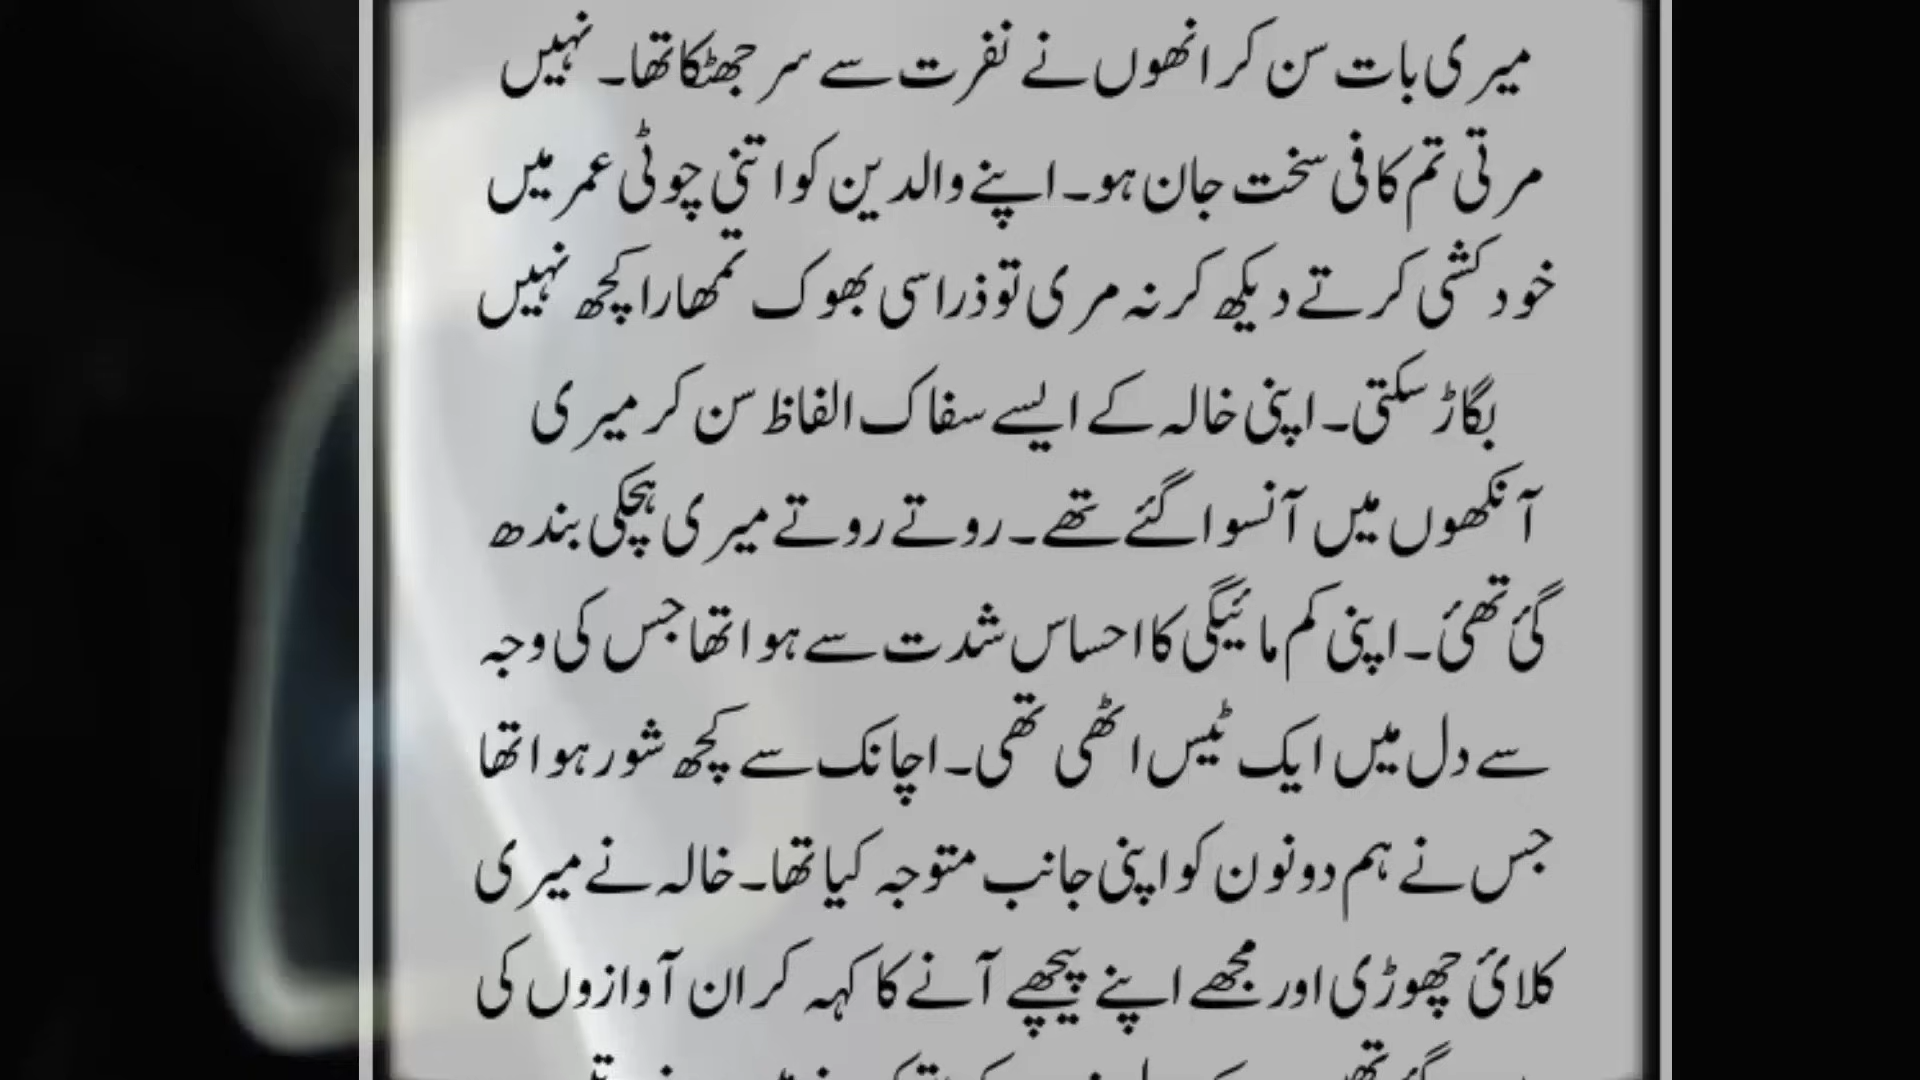 میری بات سن کر انھوں نے نفرت سے سر جھٹکا تھا۔ نہیں
مرتی تم کافی سخت جان ہو۔ اپنے والدین کو اتنی چوٹی عمر میں
خودکشی کرتے دیکھ کر نہ مری تو ذرا سی بھوک تمھارا کچھ نہیں
بگاڑ سکتی۔ اپنی خالہ کے ایسے سفاک الفاظ سن کر میری
آنکھوں میں آنسو اگئے تھے۔ روتے روتے میری ہچکی بندھ
گئ تھئ۔ اپنی کم مائیگی کا احساس شدت سے ہوا تھا جس کی وجہ
سے دل میں ایک ٹیس اٹھی تھی۔ اچانک سے کچھ شور ہوا تھا
جس نے ہم دونون کو اپنی جانب متوجہ کیا تھا۔ خالہ نے میری
کلائ چھوڑی اور مجھے اپنے پیچھے آنے کا کہہ کر ان آوازوں کی